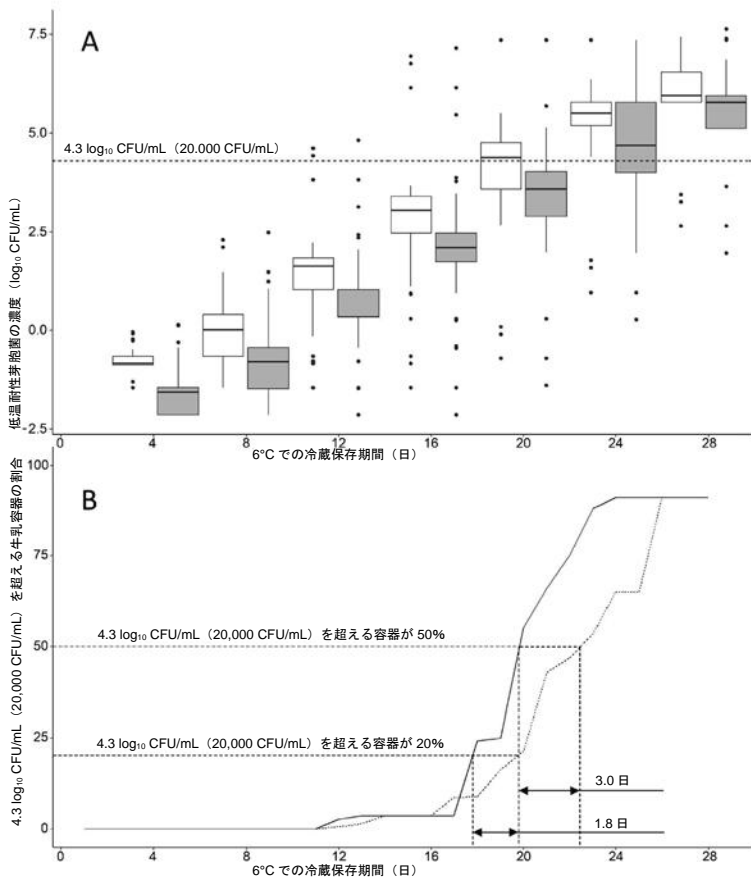 A
7.5
5.0
2.5
0.0
-2.5
低温耐性芽胞菌の濃度(log₁₀ CFU/mL)
4.3 log₁₀ CFU/mL(20.000 CFU/mL)
0 4 8 12 16 20 24 28
6°C での冷蔵保存期間(日)
B
100
75
50
25
0
4.3 log₁₀ CFU/mL(20,000 CFU/mL)を超える牛乳容器の割合
4.3 log₁₀ CFU/mL(20,000 CFU/mL)を超える容器が 50%
4.3 log₁₀ CFU/mL(20,000 CFU/mL)を超える容器が 20%
3.0 日
1.8 日
0 4 8 12 16 20 24 28
6°C での冷蔵保存期間(日)